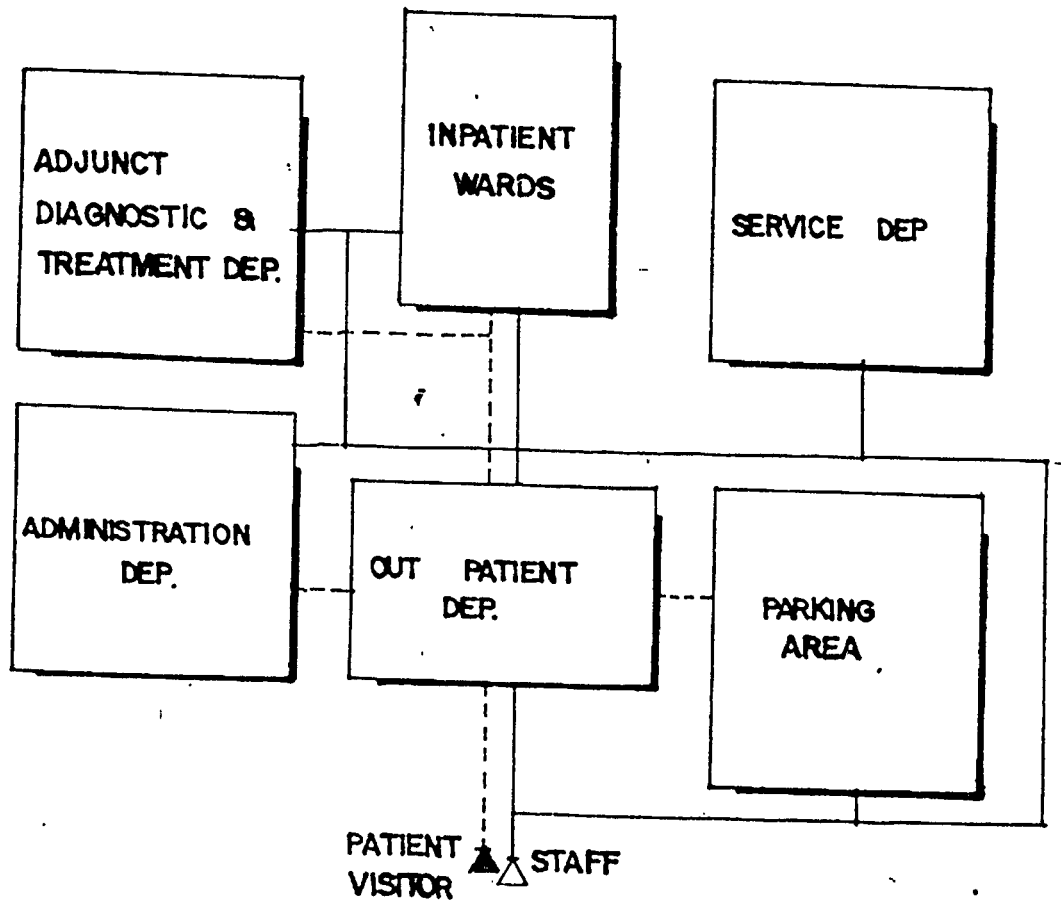 ADJUNCT
DIAGNOSTIC &
TREATMENT DEP.
INPATIENT
WARDS
SERVICE DEP
ADMINISTRATION
DEP.
OUT PATIENT
DEP.
PARKING
AREA
PATIENT
VISITOR
STAFF